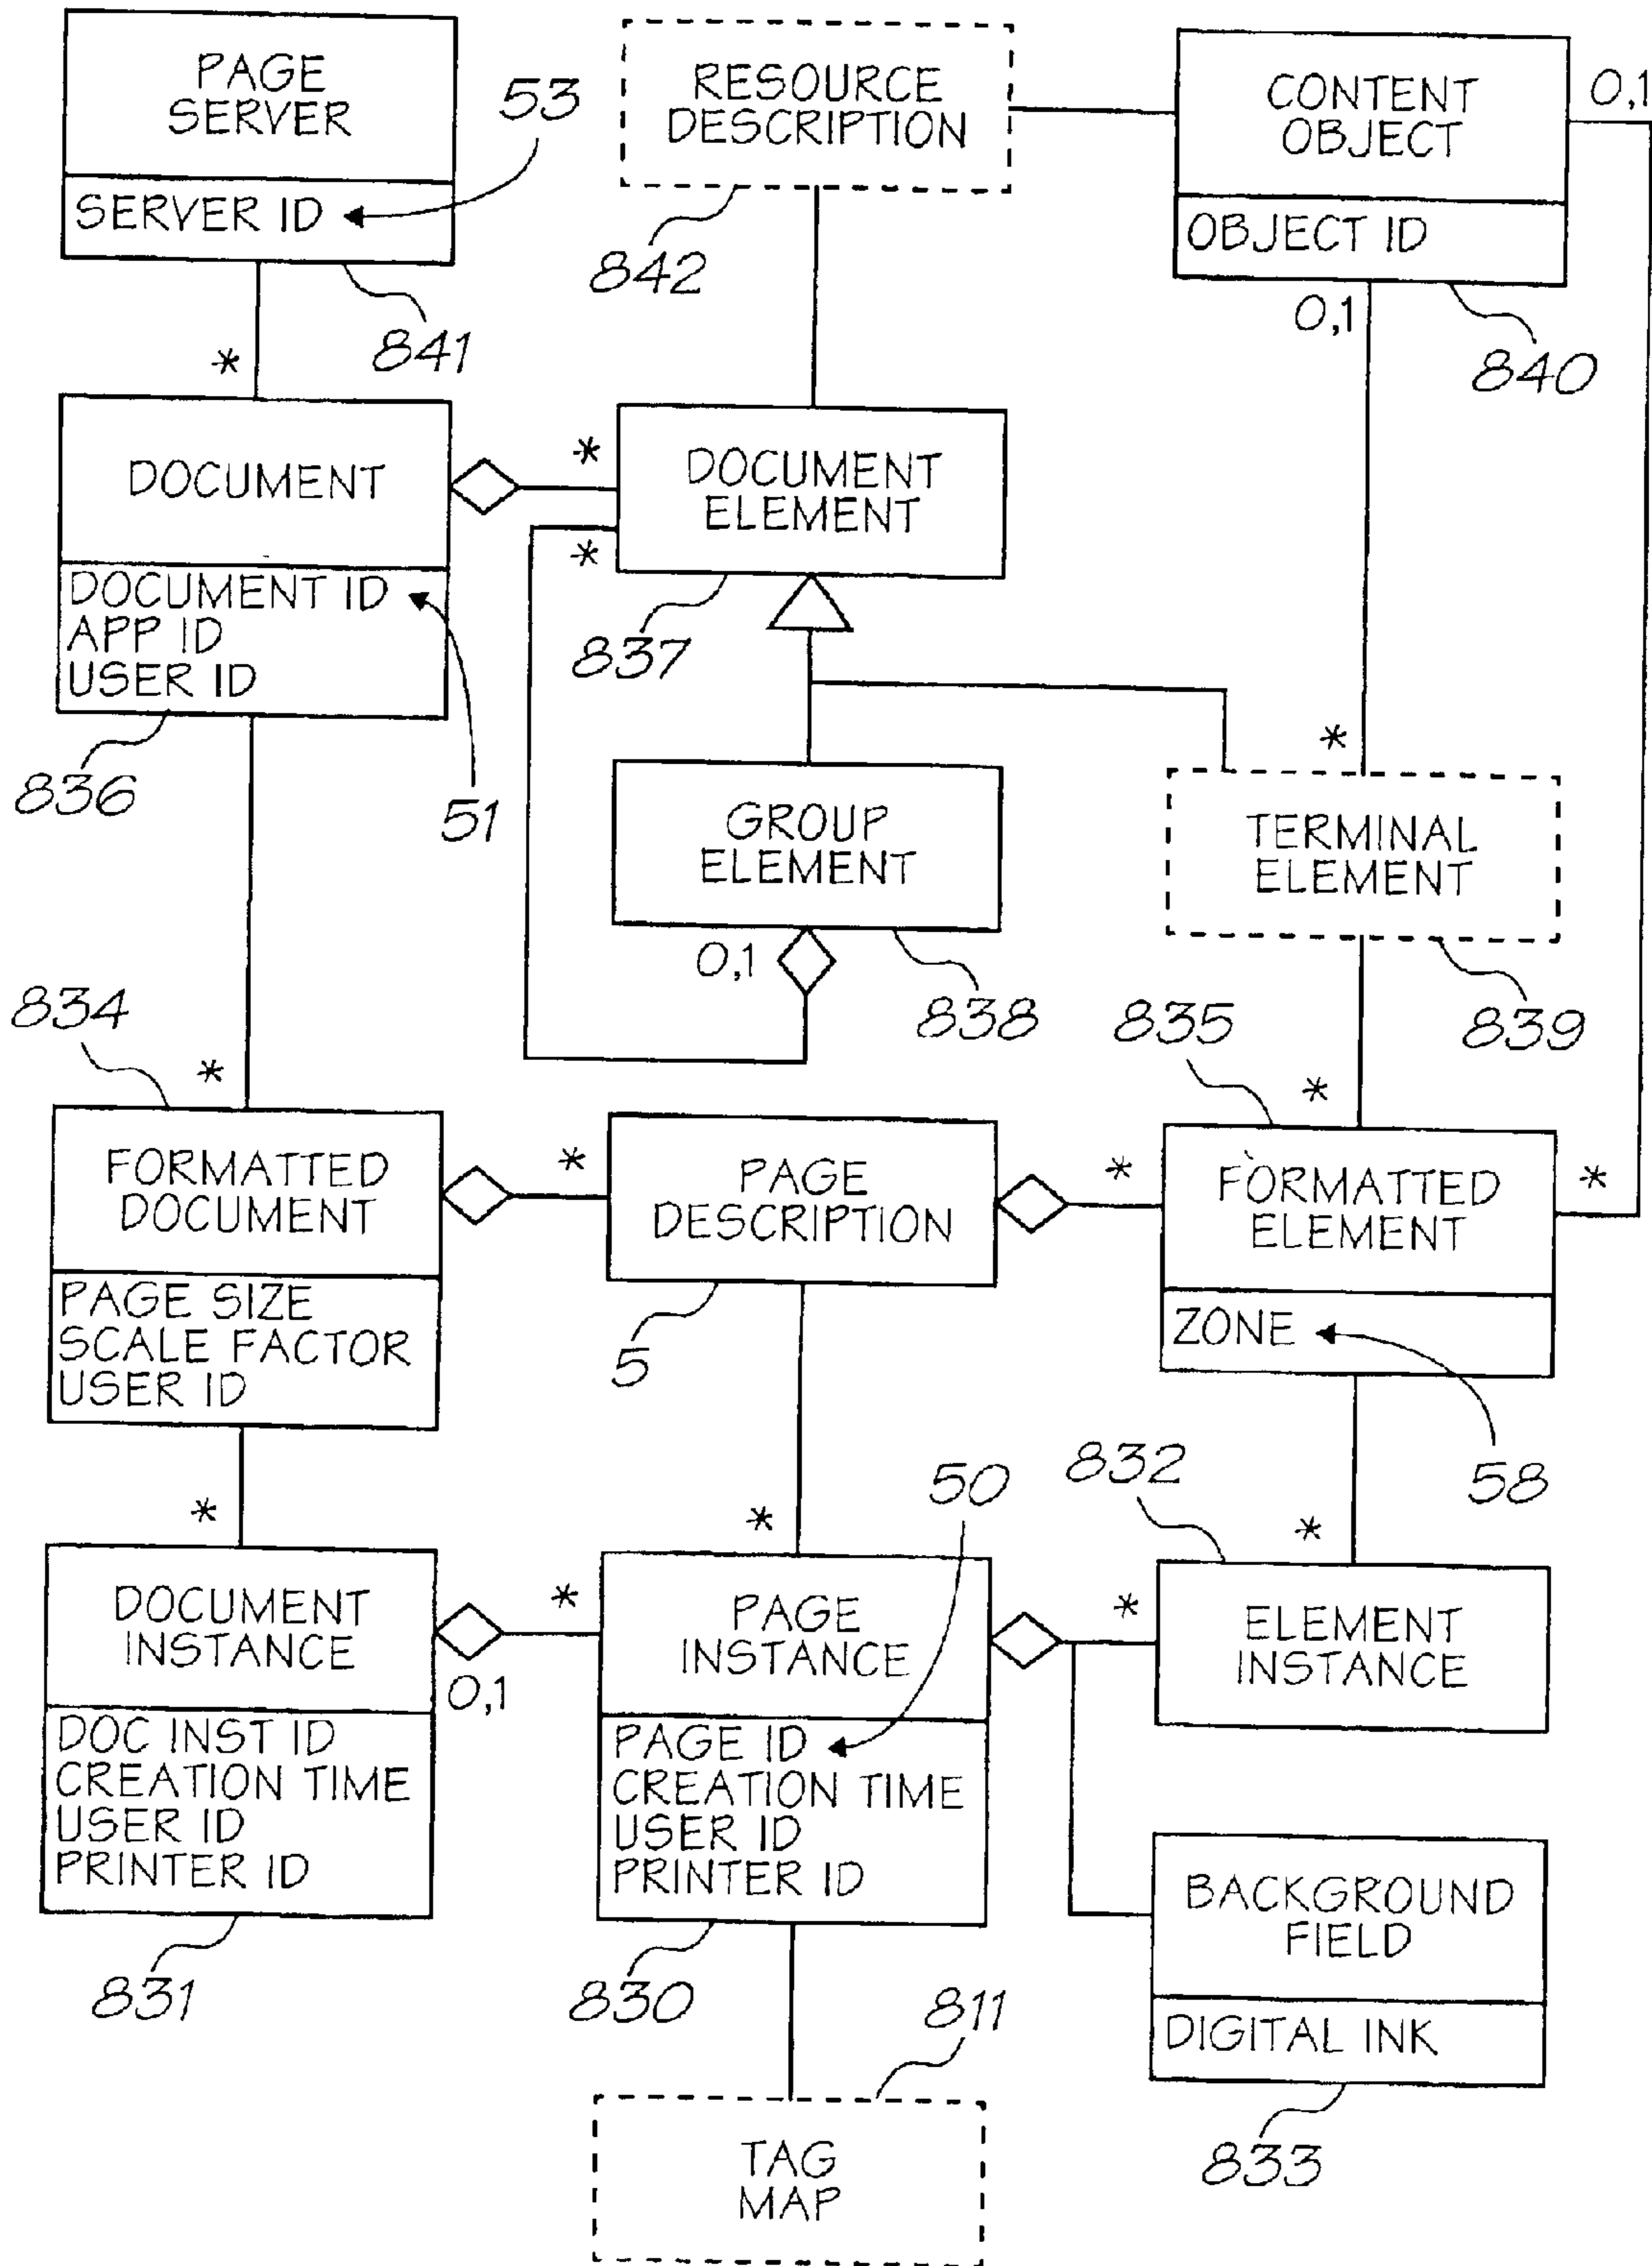 PAGE
SERVER
SERVER ID
53
841
RESOURCE
DESCRIPTION
842
CONTENT
OBJECT
OBJECT ID
0,1
0,1
840
*
DOCUMENT
DOCUMENT ID
APP ID
USER ID
836
51
*
*
DOCUMENT
ELEMENT
837
GROUP
ELEMENT
0,1
838
*
TERMINAL
ELEMENT
839
834
*
FORMATTED
DOCUMENT
PAGE SIZE
SCALE FACTOR
USER ID
*
PAGE
DESCRIPTION
5
835
*
*
FORMATTED
ELEMENT
*
ZONE
58
*
DOCUMENT
INSTANCE
0,1
DOC INST ID
CREATION TIME
USER ID
PRINTER ID
831
50
*
*
PAGE
INSTANCE
PAGE ID
CREATION TIME
USER ID
PRINTER ID
830
832
*
*
ELEMENT
INSTANCE
BACKGROUND
FIELD
DIGITAL INK
833
811
TAG
MAP